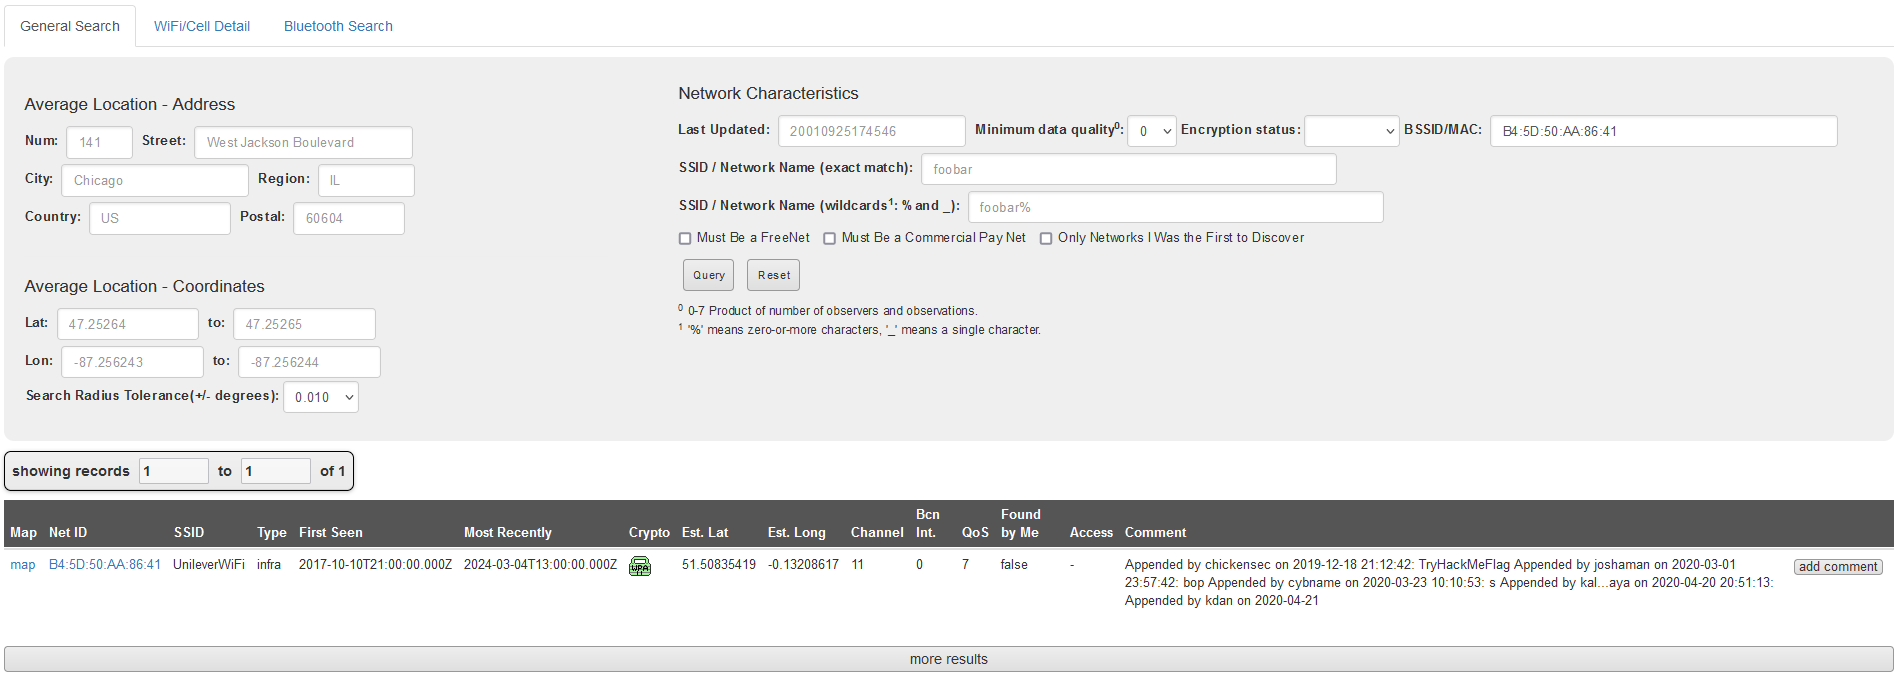 General Search WiFi/Cell Detail Bluetooth Search
Average Location - Address
Num: 141 Street: West Jackson Boulevard
City: Chicago Region: IL
Country: US Postal: 60604
Average Location - Coordinates
Lat: 47.25264 to: 47.25265
Lon: -87.256243 to: -87.256244
Search Radius Tolerance(+/- degrees): 0.010
Network Characteristics
Last Updated: 20010925174546 Minimum data quality0: 0 Encryption status: BSSID/MAC: B4:5D:50:AA:86:41
SSID / Network Name (exact match): foobar
SSID / Network Name (wildcards1: % and _): foobar%
Must Be a FreeNet Must Be a Commercial Pay Net Only Networks I Was the First to Discover
Query Reset
0 0-7 Product of number of observers and observations.
1 '%' means zero-or-more characters, '_' means a single character.
showing records 1 to 1 of 1
Map Net ID SSID Type First Seen Most Recently Crypto Est. Lat Est. Long Channel Bcn Int. QoS Found by Me Access Comment
map B4:5D:50:AA:86:41 UnileverWiFi infra 2017-10-10T21:00:00.000Z 2024-03-04T13:00:00.000Z WPA 51.50835419 -0.13208617 11 0 7 false - Appended by chickensec on 2019-12-18 21:12:42: TryHackMeFlag Appended by joshaman on 2020-03-01 add comment
23:57:42: bop Appended by cybname on 2020-03-23 10:10:53: s Appended by kal...aya on 2020-04-20 20:51:13:
Appended by kdan on 2020-04-21
more results